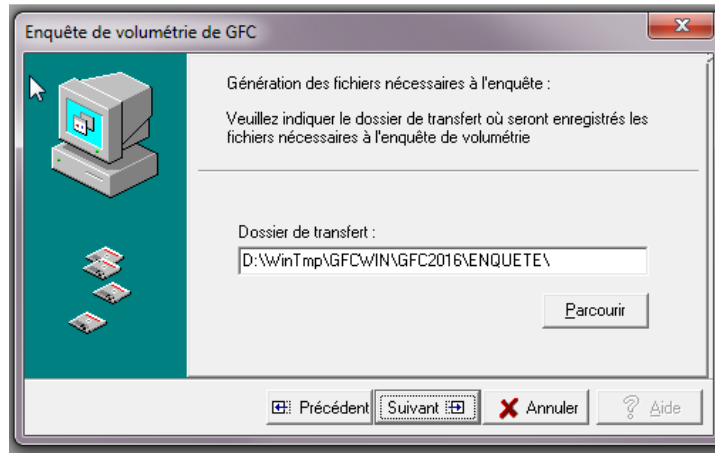 Enquête de volumétrie de GFC
Génération des fichiers nécessaires à l'enquête :
Veuillez indiquer le dossier de transfert où seront enregistrés les
fichiers nécessaires à l'enquête de volumétrie
Dossier de transfert :
D:\WinTmp\GFCWIN\GFC2016\ENQUETE\
Parcourir
Précédent Suivant Annuler Aide